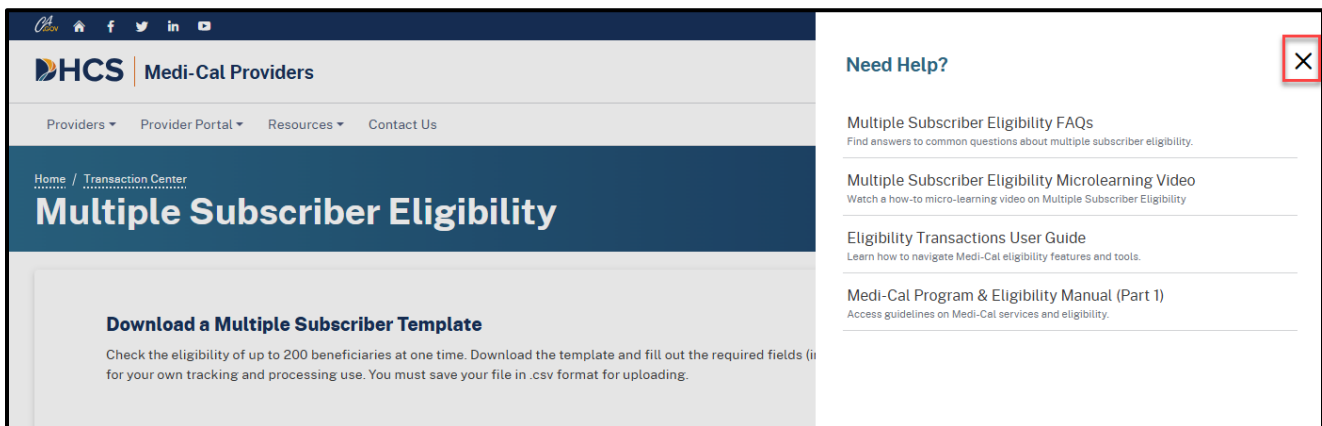 CA.GOV
DHCS Medi-Cal Providers
Providers Provider Portal Resources Contact Us
Home / Transaction Center
Multiple Subscriber Eligibility
Download a Multiple Subscriber Template
Check the eligibility of up to 200 beneficiaries at one time. Download the template and fill out the required fields (i
for your own tracking and processing use. You must save your file in .csv format for uploading.
Need Help?
Multiple Subscriber Eligibility FAQs
Find answers to common questions about multiple subscriber eligibility.
Multiple Subscriber Eligibility Microlearning Video
Watch a how-to micro-learning video on Multiple Subscriber Eligibility
Eligibility Transactions User Guide
Learn how to navigate Medi-Cal eligibility features and tools.
Medi-Cal Program & Eligibility Manual (Part 1)
Access guidelines on Medi-Cal services and eligibility.